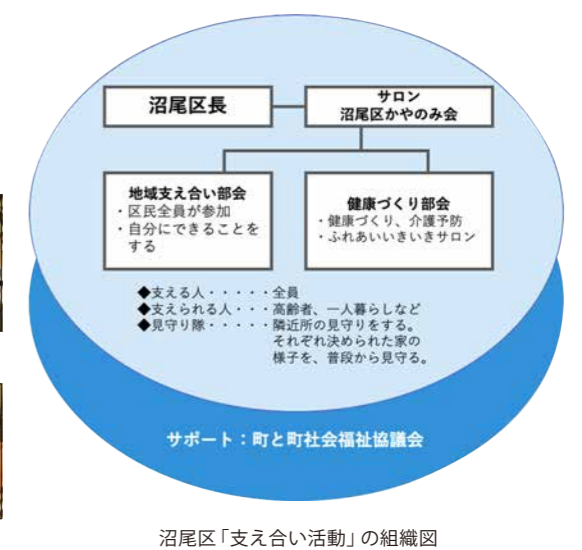 沼尾区長
サロン
沼尾区かやのみ会
地域支え合い部会
・区民全員が参加
・自分にできることを
する
健康づくり部会
・健康づくり、介護予防
・ふれあいいきいきサロン
◆支える人・・・・・全員
◆支えられる人・・・高齢者、一人暮らしなど
◆見守り隊・・・・・隣近所の見守りをする。
それぞれ決められた家の
様子を、普段から見守る。
サポート：町と町社会福祉協議会
沼尾区「支え合い活動」の組織図